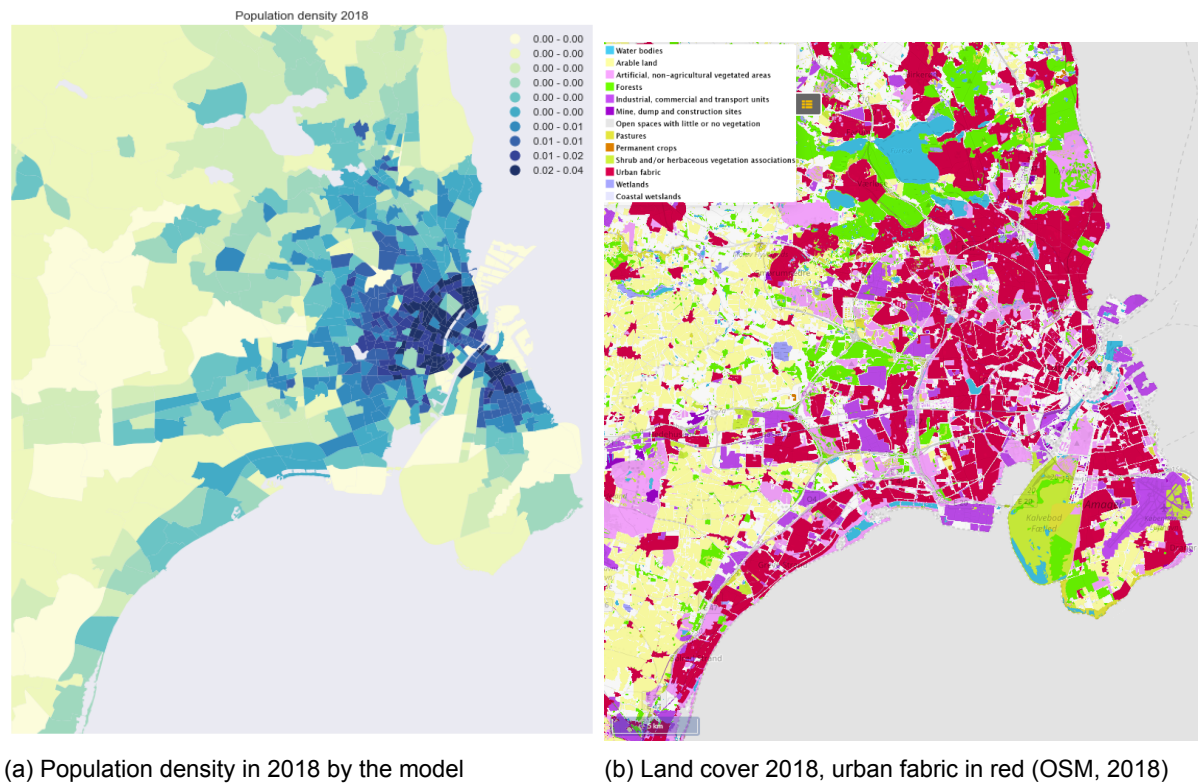 Population density 2018
0.00 - 0.00
0.00 - 0.00
0.00 - 0.00
0.00 - 0.00
0.00 - 0.00
0.00 - 0.01
0.01 - 0.01
0.01 - 0.02
0.02 - 0.04
Water bodies
Arable land
Artificial, non-agricultural vegetated areas
Forests
Industrial, commercial and transport units
Mine, dump and construction sites
Open spaces with little or no vegetation
Pastures
Permanent crops
Shrub and/or herbaceous vegetation associations
Urban fabric
Wetlands
Coastal wetslands
Kalvebod
Fælled
5 km
(a) Population density in 2018 by the model
(b) Land cover 2018, urban fabric in red (OSM, 2018)